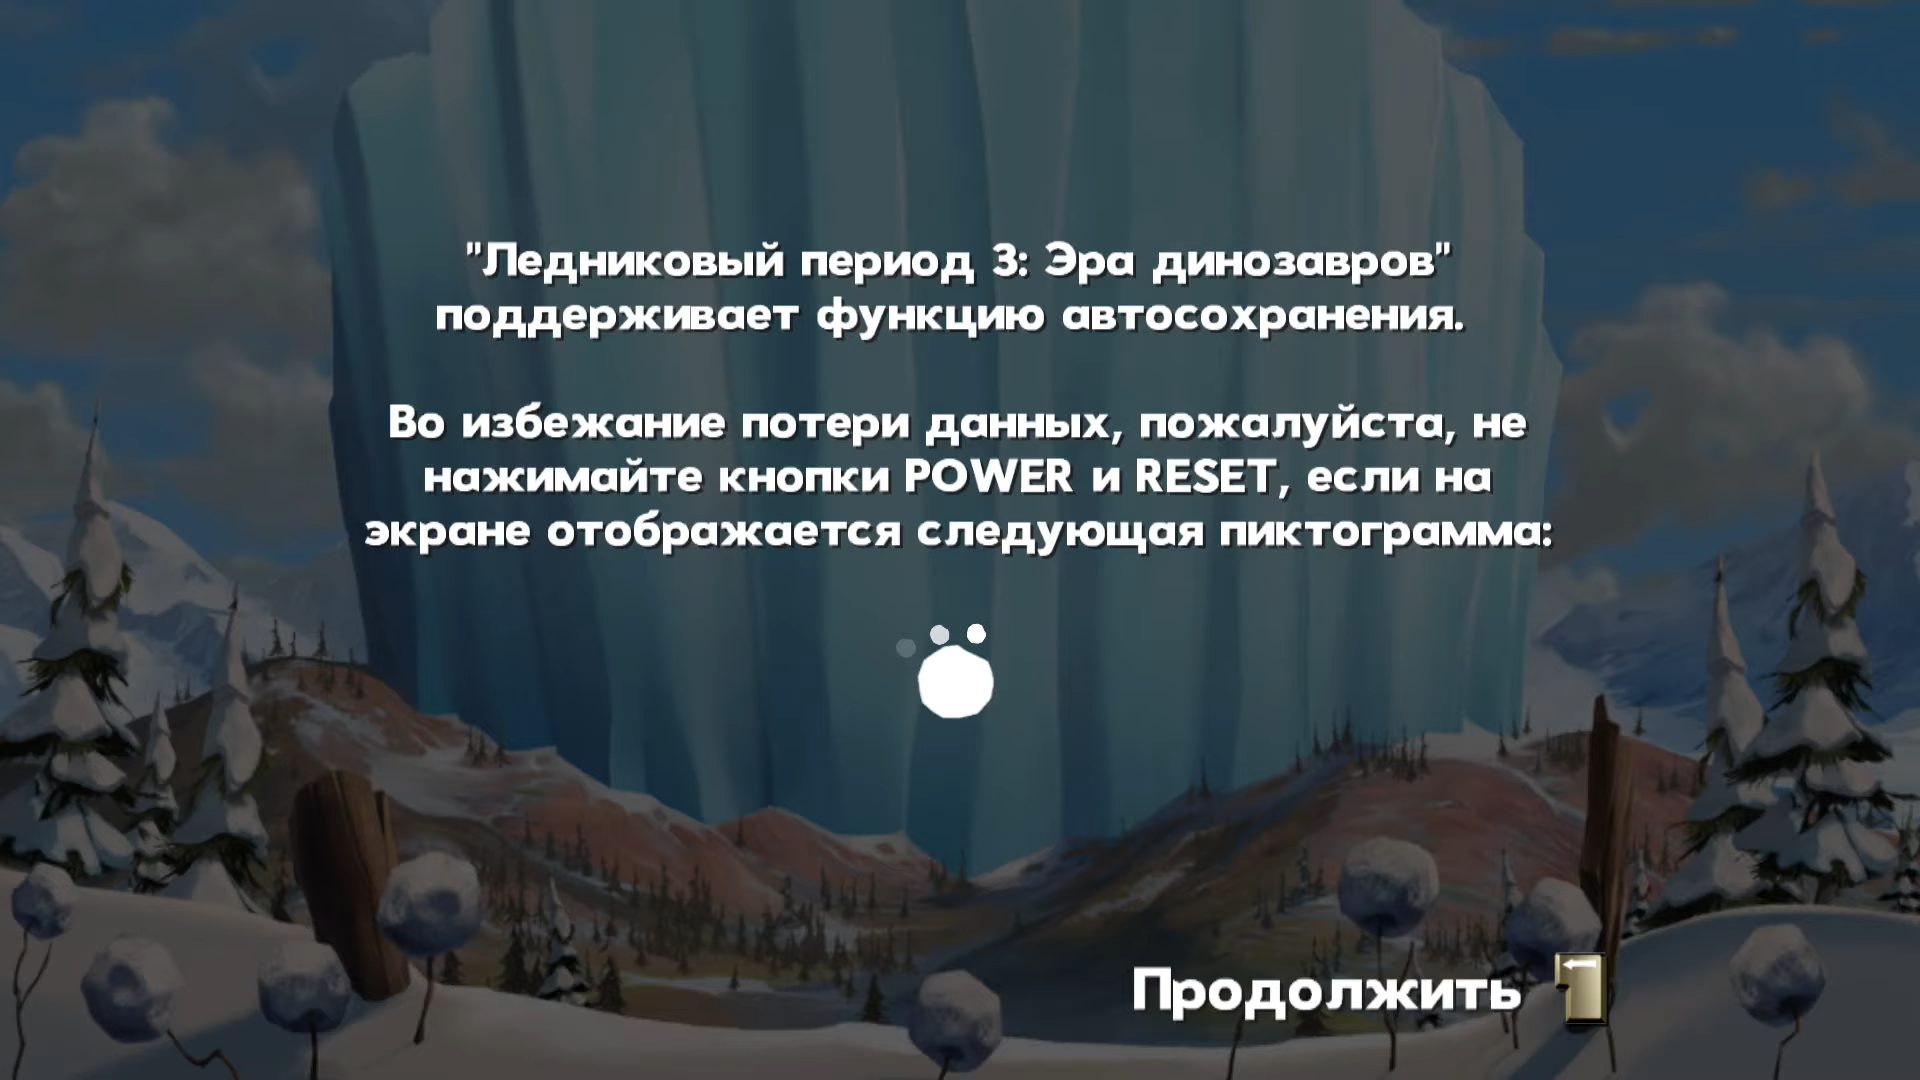 "Ледниковый период 3: Эра динозавров"
поддерживает функцию автосохранения.
Во избежание потери данных, пожалуйста, не
нажимайте кнопки POWER и RESET, если на
экране отображается следующая пиктограмма:
Продолжить